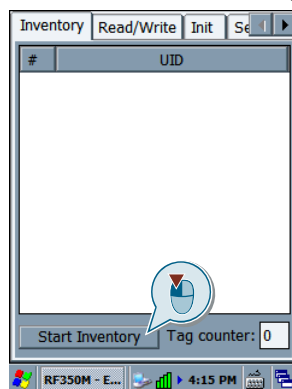 Inventory Read/Write Init Se
# UID
Start Inventory Tag counter: 0
RF350M - E... 4:15 PM